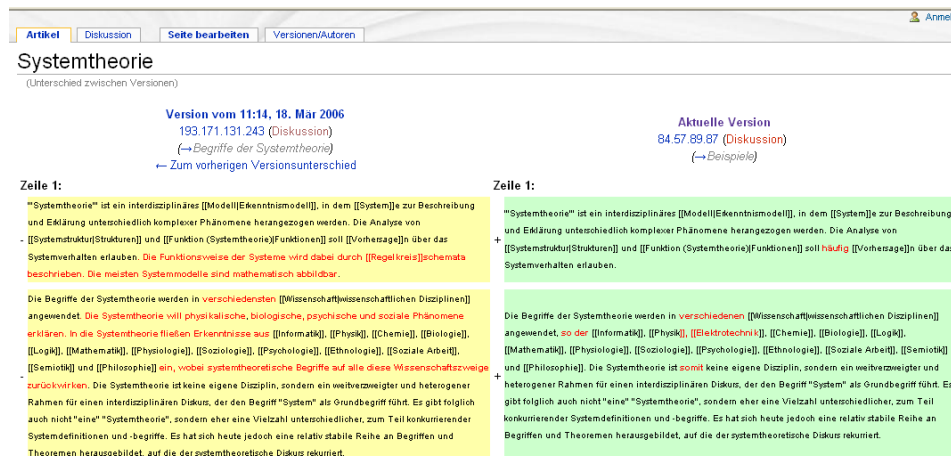 Anmel
Artikel Diskussion Seite bearbeiten Versionen/Autoren
Systemtheorie
(Unterschied zwischen Versionen)
Version vom 11:14, 18. Mär 2006
193.171.131.243 (Diskussion)
(→Begriffe der Systemtheorie)
← Zum vorherigen Versionsunterschied
Aktuelle Version
84.57.89.87 (Diskussion)
(→Beispiele)
Zeile 1:
- '''Systemtheorie''' ist ein interdisziplinäres [[Modell|Erkenntnismodell]], in dem [[System]]e zur Beschreibung
und Erklärung unterschiedlich komplexer Phänomene herangezogen werden. Die Analyse von
[[Systemstruktur|Strukturen]] und [[Funktion (Systemtheorie)|Funktionen]] soll [[Vorhersage]]n über das
Systemverhalten erlauben. Die Funktionsweise der Systeme wird dabei durch [[Regelkreis]]schemata
beschrieben. Die meisten Systemmodelle sind mathematisch abbildbar.
- Die Begriffe der Systemtheorie werden in verschiedensten [[Wissenschaft|wissenschaftlichen Disziplinen]]
angewendet. Die Systemtheorie will physikalische, biologische, psychische und soziale Phänomene
erklären. In die Systemtheorie fließen Erkenntnisse aus [[Informatik]], [[Physik]], [[Chemie]], [[Biologie]],
[[Logik]], [[Mathematik]], [[Physiologie]], [[Soziologie]], [[Psychologie]], [[Ethnologie]], [[Soziale Arbeit]],
[[Semiotik]] und [[Philosophie]] ein, wobei systemtheoretische Begriffe auf alle diese Wissenschaftszweige
zurückwirken. Die Systemtheorie ist keine eigene Disziplin, sondern ein weitverzweigter und heterogener
Rahmen für einen interdisziplinären Diskurs, der den Begriff "System" als Grundbegriff führt. Es gibt folglich
auch nicht "eine" "Systemtheorie", sondern eher eine Vielzahl unterschiedlicher, zum Teil konkurrierender
Systemdefinitionen und -begriffe. Es hat sich heute jedoch eine relativ stabile Reihe an Begriffen und
Theoremen herausgebildet, auf die der systemtheoretische Diskurs rekurriert.
Zeile 1:
+ '''Systemtheorie''' ist ein interdisziplinäres [[Modell|Erkenntnismodell]], in dem [[System]]e zur Beschreibung
und Erklärung unterschiedlich komplexer Phänomene herangezogen werden. Die Analyse von
[[Systemstruktur|Strukturen]] und [[Funktion (Systemtheorie)|Funktionen]] soll häufig [[Vorhersage]]n über das
Systemverhalten erlauben.
+ Die Begriffe der Systemtheorie werden in verschiedenen [[Wissenschaft|wissenschaftlichen Disziplinen]]
angewendet, so der [[Informatik]], [[Physik]], [[Elektrotechnik]], [[Chemie]], [[Biologie]], [[Logik]],
[[Mathematik]], [[Physiologie]], [[Soziologie]], [[Psychologie]], [[Ethnologie]], [[Soziale Arbeit]], [[Semiotik]]
und [[Philosophie]]. Die Systemtheorie ist somit keine eigene Disziplin, sondern ein weitverzweigter und
heterogener Rahmen für einen interdisziplinären Diskurs, der den Begriff "System" als Grundbegriff führt. Es
gibt folglich auch nicht "eine" "Systemtheorie", sondern eher eine Vielzahl unterschiedlicher, zum Teil
konkurrierender Systemdefinitionen und -begriffe. Es hat sich heute jedoch eine relativ stabile Reihe an
Begriffen und Theoremen herausgebildet, auf die der systemtheoretische Diskurs rekurriert.